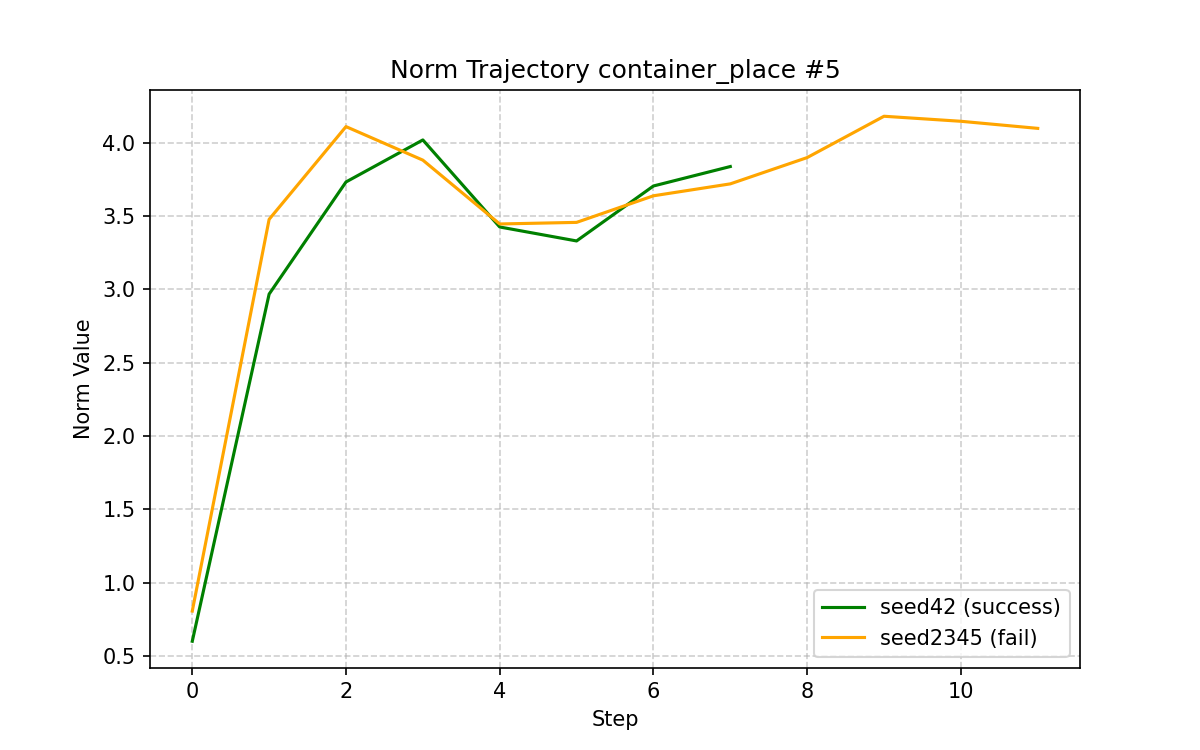 Norm Trajectory container_place #5
Norm Value
4.0
3.5
3.0
2.5
2.0
1.5
1.0
0.5
0 2 4 6 8 10
Step
seed42 (success)
seed2345 (fail)